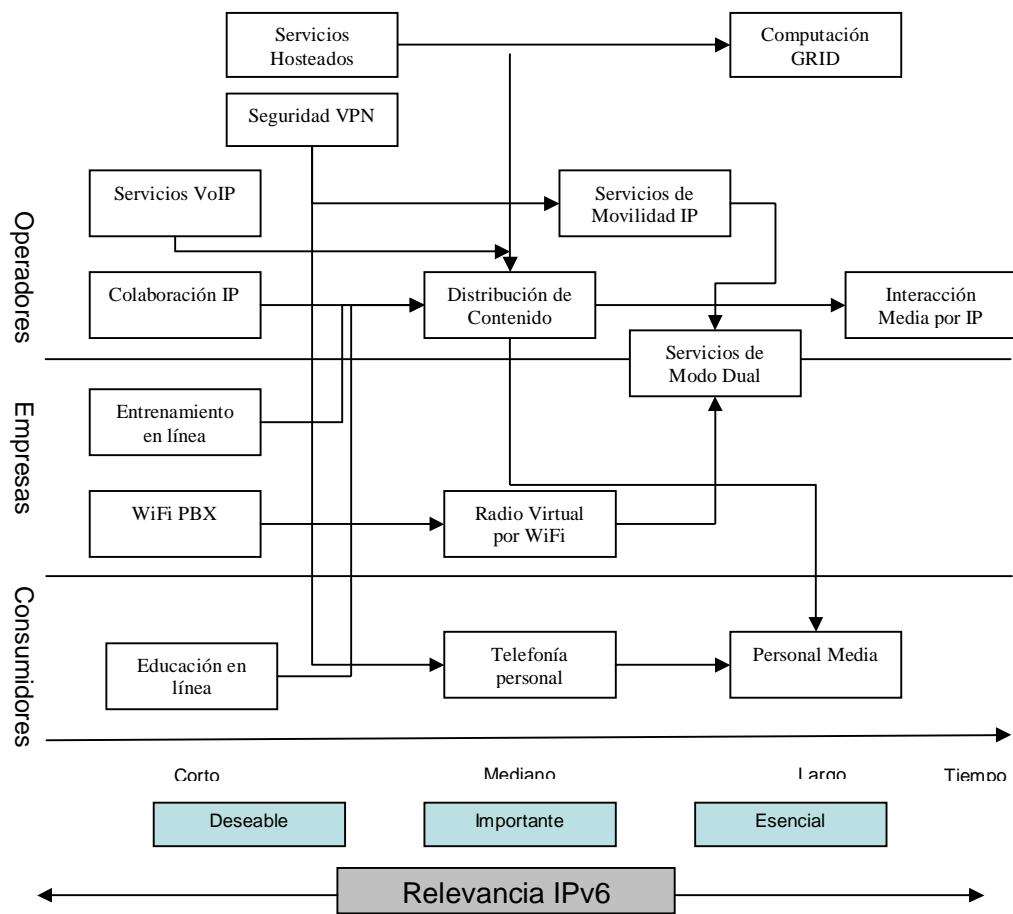 Servicios
Hosteados
Computación
GRID
Seguridad VPN
Servicios VoIP
Servicios de
Movilidad IP
Operadores
Colaboración IP
Distribución de
Contenido
Interacción
Media por IP
Servicios de
Modo Dual
Empresas
Entrenamiento
en línea
WiFi PBX
Radio Virtual
por WiFi
Consumidores
Educación en
línea
Telefonía
personal
Personal Media
Corto
Mediano
Largo
Tiempo
Deseable
Importante
Esencial
Relevancia IPv6